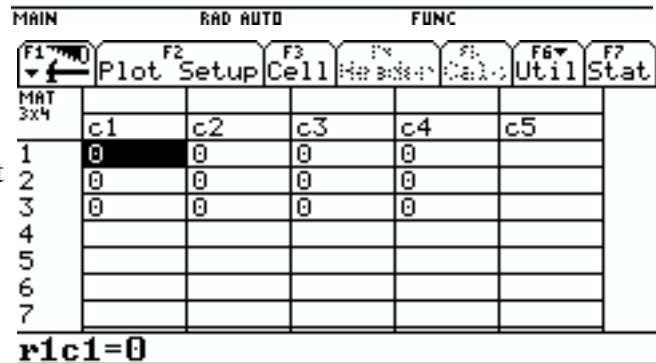 MAIN RAD AUTO FUNC
F1 F2 Plot Setup F3 Cell Header Calc F6 Util F7 Stat
MAT 3x4
c1 c2 c3 c4 c5
1 0 0 0 0
t
2 0 0 0 0
3 0 0 0 0
4
5
6
7
r1c1=0